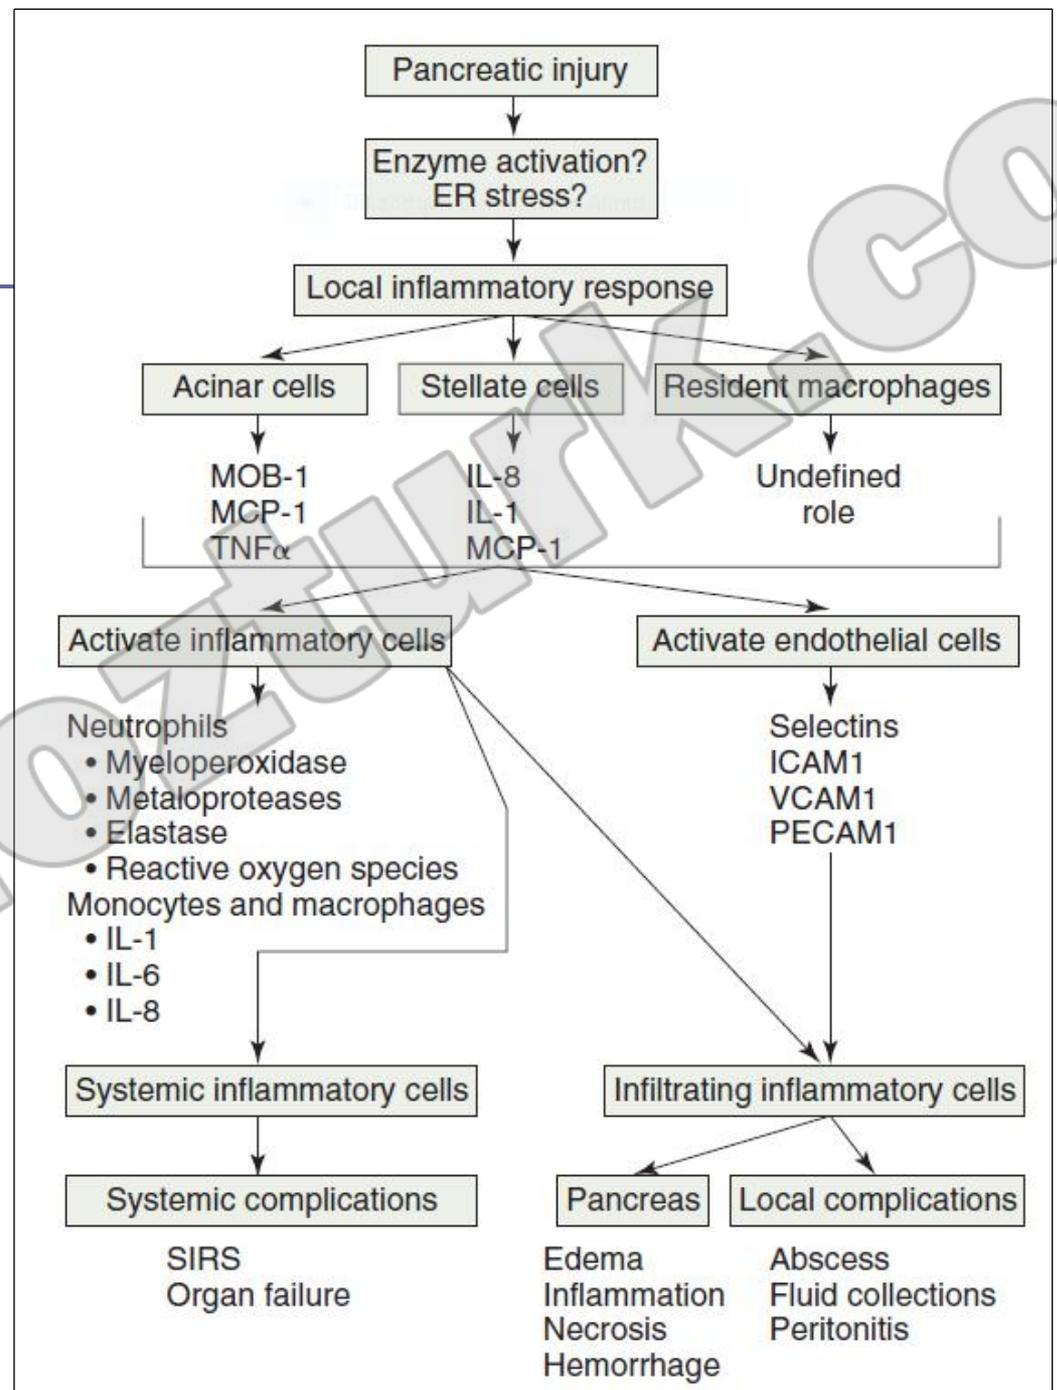 Pancreatic injury
Enzyme activation?
ER stress?
Local inflammatory response
Acinar cells
Stellate cells
Resident macrophages
MOB-1
MCP-1
TNFα
IL-8
IL-1
MCP-1
Undefined
role
Activate inflammatory cells
Activate endothelial cells
Neutrophils
• Myeloperoxidase
• Metaloproteases
• Elastase
• Reactive oxygen species
Monocytes and macrophages
• IL-1
• IL-6
• IL-8
Selectins
ICAM1
VCAM1
PECAM1
Systemic inflammatory cells
Infiltrating inflammatory cells
Systemic complications
Pancreas
Local complications
SIRS
Organ failure
Edema
Inflammation
Necrosis
Hemorrhage
Abscess
Fluid collections
Peritonitis
ozturk.co